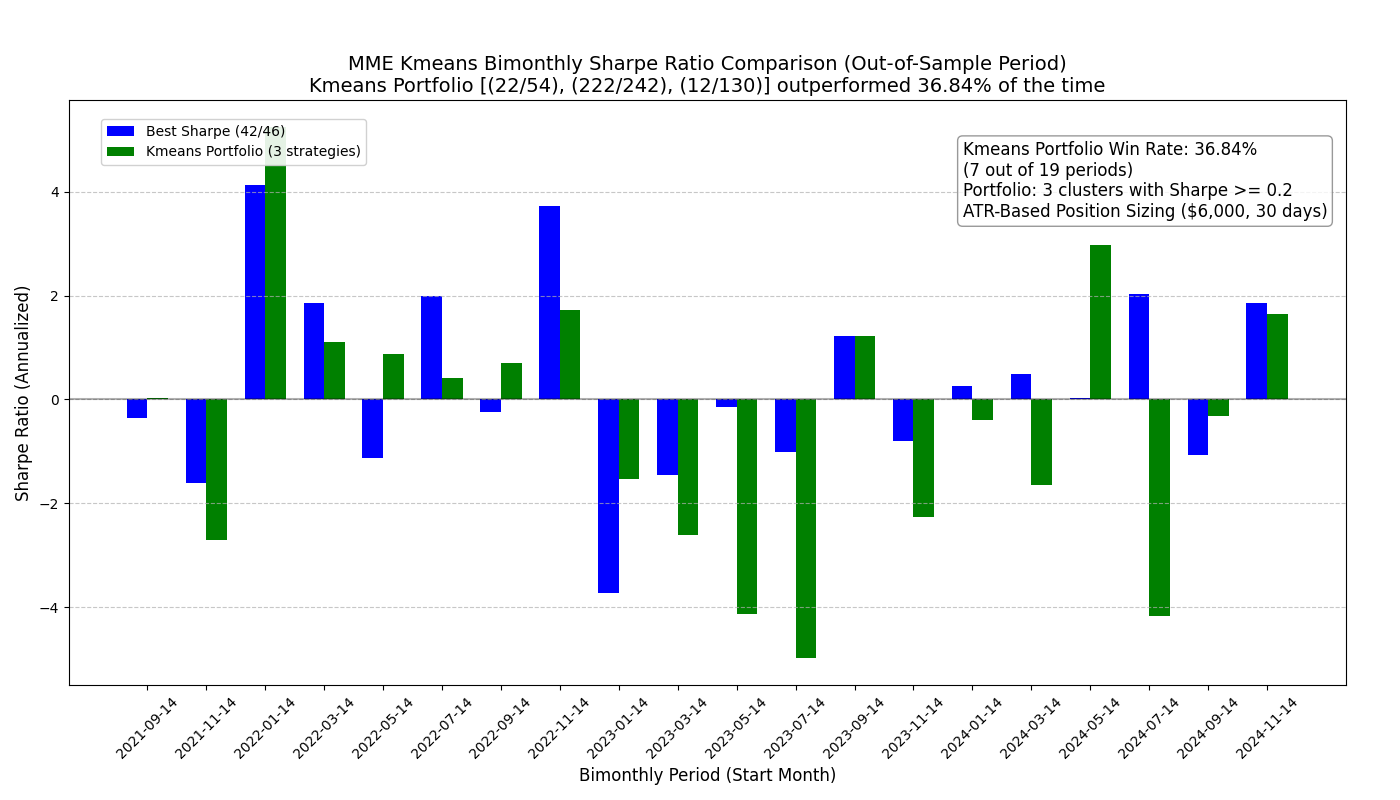 MME Kmeans Bimonthly Sharpe Ratio Comparison (Out-of-Sample Period)
Kmeans Portfolio [(22/54), (222/242), (12/130)] outperformed 36.84% of the time
Best Sharpe (42/46)
Kmeans Portfolio (3 strategies)
Kmeans Portfolio Win Rate: 36.84%
(7 out of 19 periods)
Portfolio: 3 clusters with Sharpe >= 0.2
ATR-Based Position Sizing ($6,000, 30 days)
Sharpe Ratio (Annualized)
4
2
0
−2
−4
2021-09-14
2021-11-14
2022-01-14
2022-03-14
2022-05-14
2022-07-14
2022-09-14
2022-11-14
2023-01-14
2023-03-14
2023-05-14
2023-07-14
2023-09-14
2023-11-14
2024-01-14
2024-03-14
2024-05-14
2024-07-14
2024-09-14
2024-11-14
Bimonthly Period (Start Month)